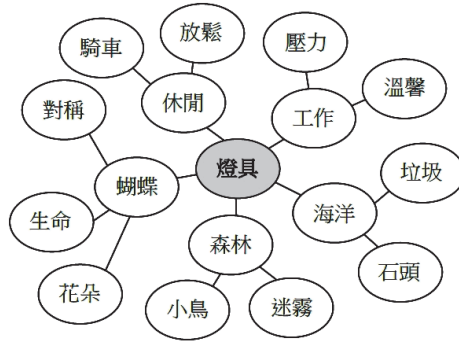 騎車
放鬆
壓力
對稱
休閒
工作
溫馨
蝴蝶
燈具
垃圾
生命
森林
海洋
花朵
小鳥
迷霧
石頭